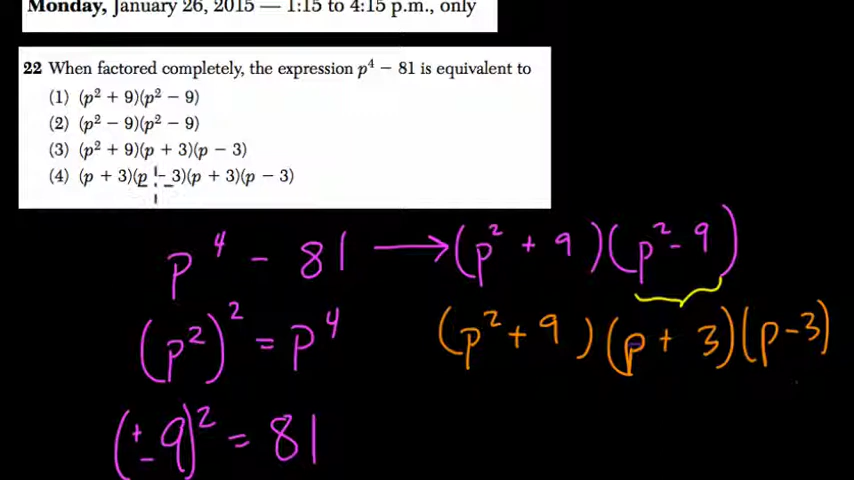 Monday, January 26, 2015 — 1:15 to 4:15 p.m., only
22 When factored completely, the expression p⁴ − 81 is equivalent to
(1) (p² + 9)(p² − 9)
(2) (p² − 9)(p² − 9)
(3) (p² + 9)(p + 3)(p − 3)
(4) (p + 3)(p − 3)(p + 3)(p − 3)
p⁴ − 81 → (p² + 9)(p² − 9)
(p²)² = p⁴
(p² + 9)(p + 3)(p − 3)
(±9)² = 81